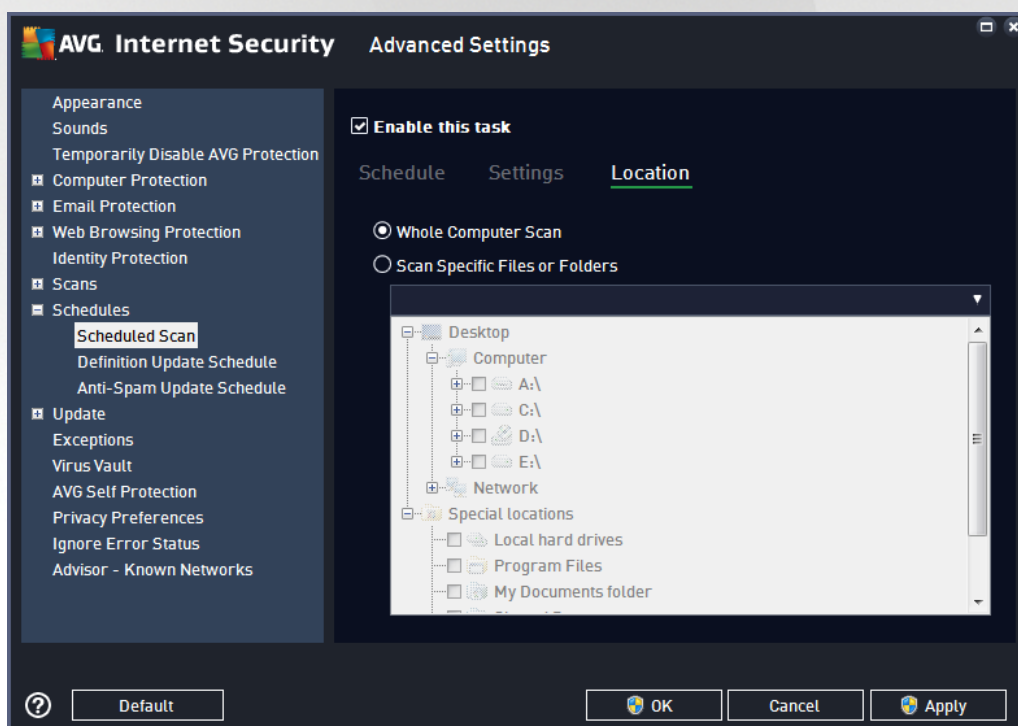 AVG. Internet Security Advanced Settings
Appearance
Sounds
Temporarily Disable AVG Protection
Computer Protection
Email Protection
Web Browsing Protection
Identity Protection
Scans
Schedules
Scheduled Scan
Definition Update Schedule
Anti-Spam Update Schedule
Update
Exceptions
Virus Vault
AVG Self Protection
Privacy Preferences
Ignore Error Status
Advisor - Known Networks
Enable this task
Schedule Settings Location
Whole Computer Scan
Scan Specific Files or Folders
Desktop
Computer
A:\
C:\
D:\
E:\
Network
Special locations
Local hard drives
Program Files
My Documents folder
? Default OK Cancel Apply